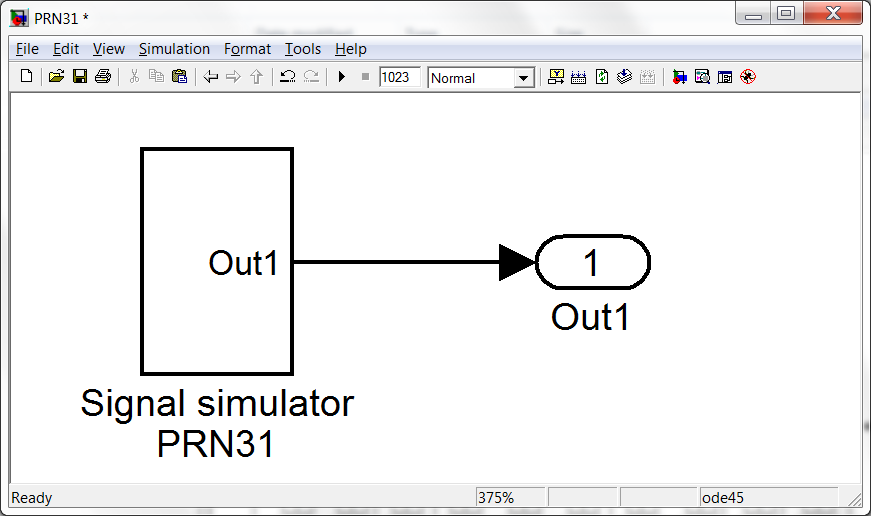 PRN31 *
File Edit View Simulation Format Tools Help
1023 Normal
Out1
1
Out1
Signal simulator
PRN31
Ready 375% ode45